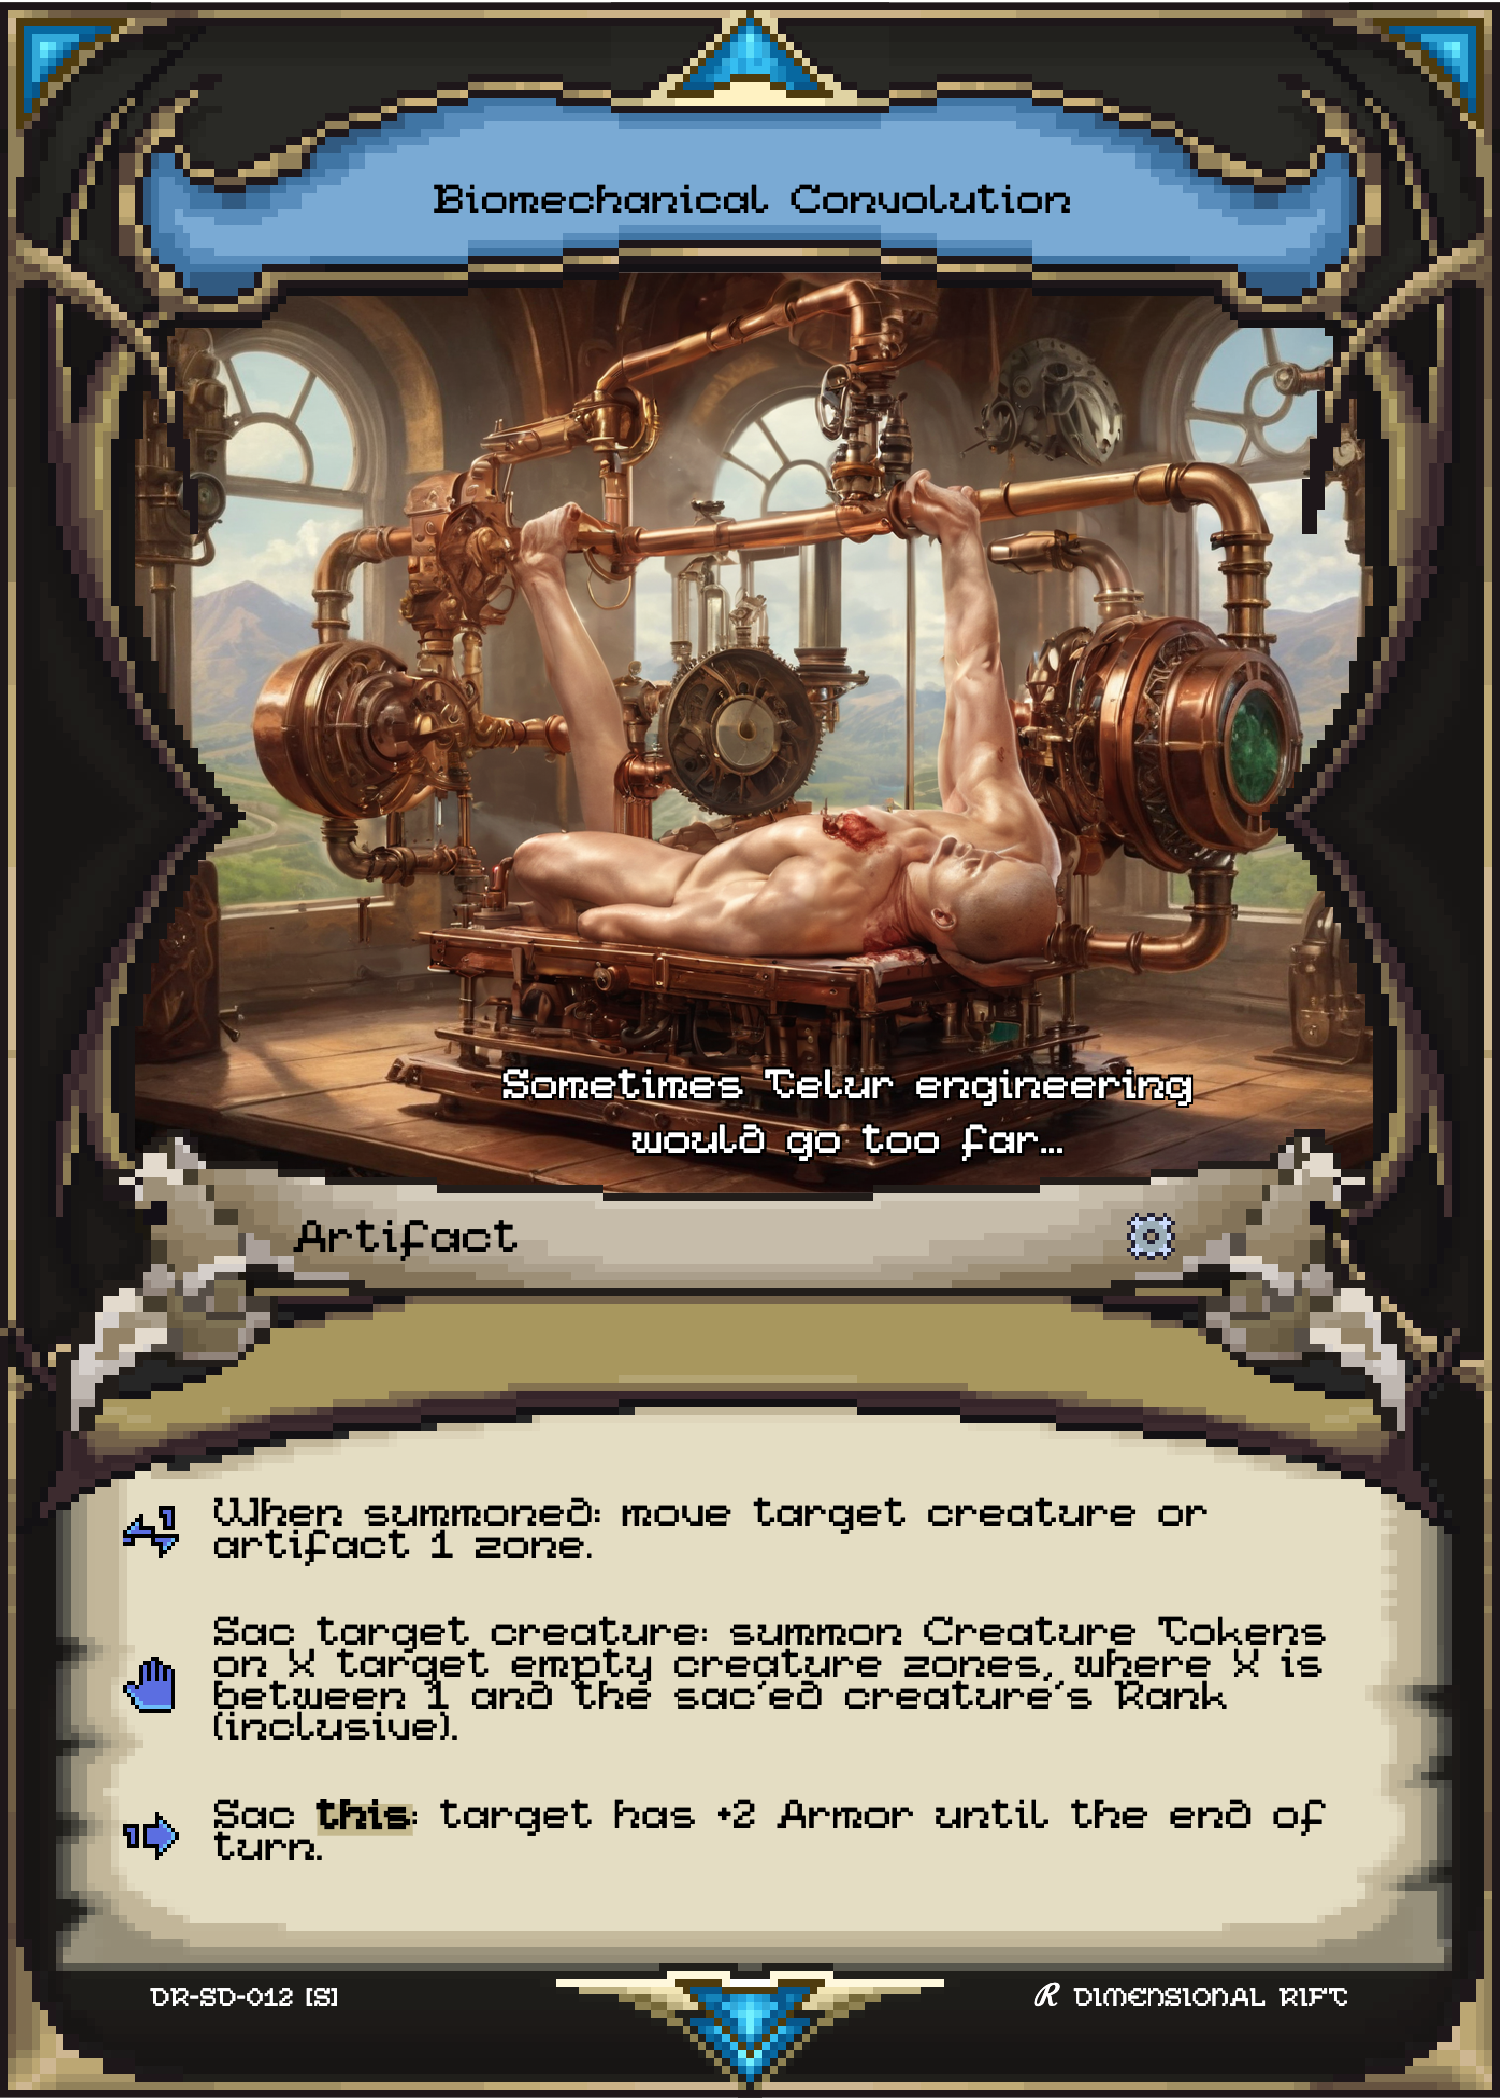 Biomechanical Convolution
Sometimes Telur engineering
would go too far...
Artifact
1
When summoned: move target creature or
artifact 1 zone.
Sac target creature: summon Creature Tokens
on X target empty creature zones, where X is
between 1 and the sac'ed creature's Rank
(inclusive).
1
Sac this: target has +2 Armor until the end of
turn.
DR-SD-012 [S]
R DIMENSIONAL RIFT